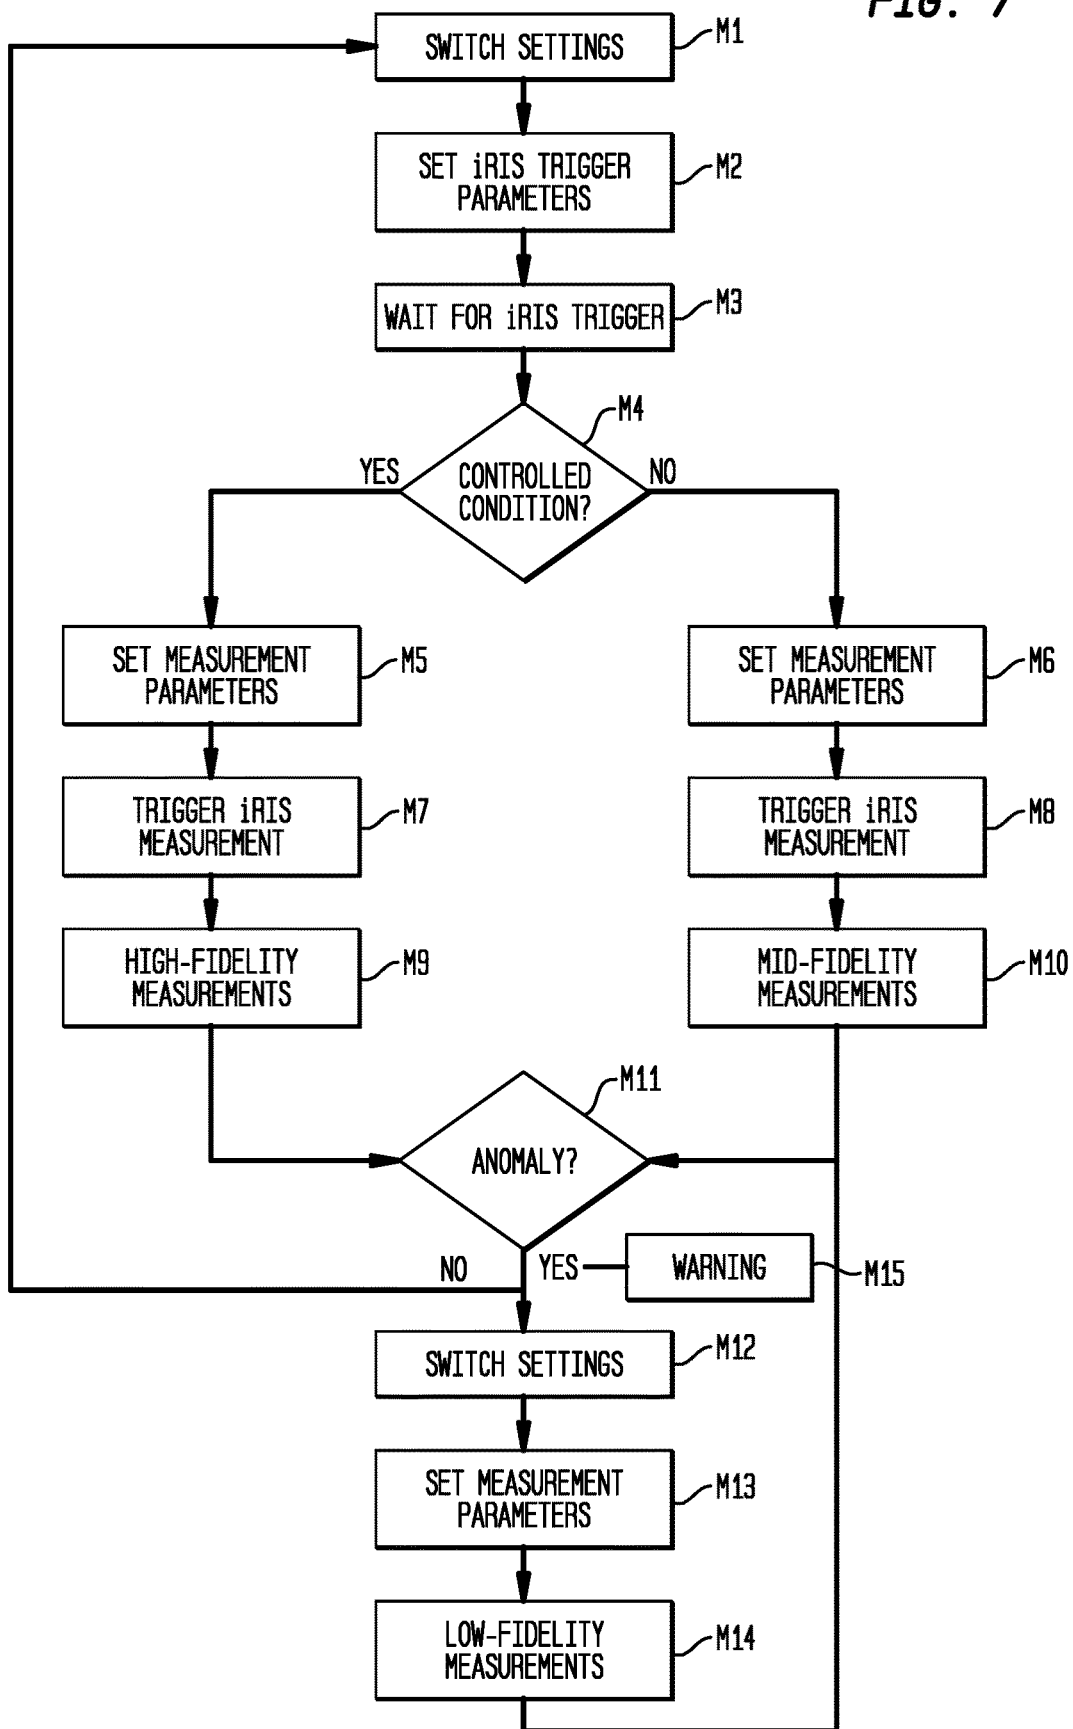 FIG. 7
SWITCH SETTINGS
M1
SET iRIS TRIGGER
PARAMETERS
M2
WAIT FOR iRIS TRIGGER
M3
M4
YES
CONTROLLED
CONDITION?
NO
SET MEASUREMENT
PARAMETERS
M5
SET MEASUREMENT
PARAMETERS
M6
TRIGGER iRIS
MEASUREMENT
M7
TRIGGER iRIS
MEASUREMENT
M8
HIGH-FIDELITY
MEASUREMENTS
M9
MID-FIDELITY
MEASUREMENTS
M10
M11
ANOMALY?
NO
YES
WARNING
M15
SWITCH SETTINGS
M12
SET MEASUREMENT
PARAMETERS
M13
LOW-FIDELITY
MEASUREMENTS
M14